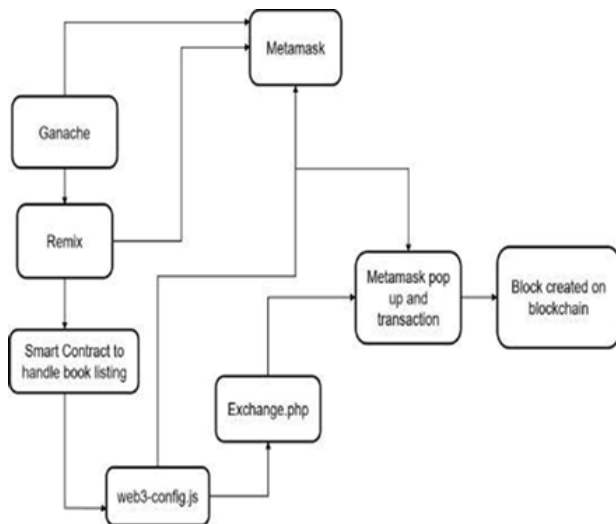 Metamask
Ganache
Remix
Metamask pop
up and
transaction
Block created on
blockchain
Smart Contract to
handle book listing
Exchange.php
web3-config.js